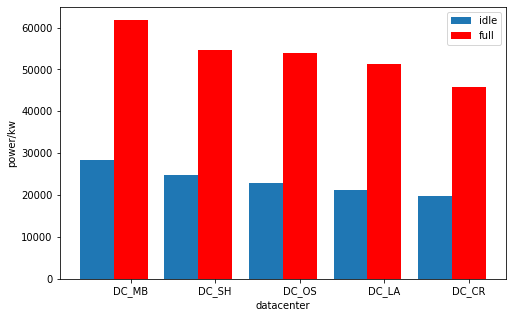 idle
full
60000
50000
40000
30000
20000
10000
0
power/kw
DC_MB DC_SH DC_OS DC_LA DC_CR
datacenter